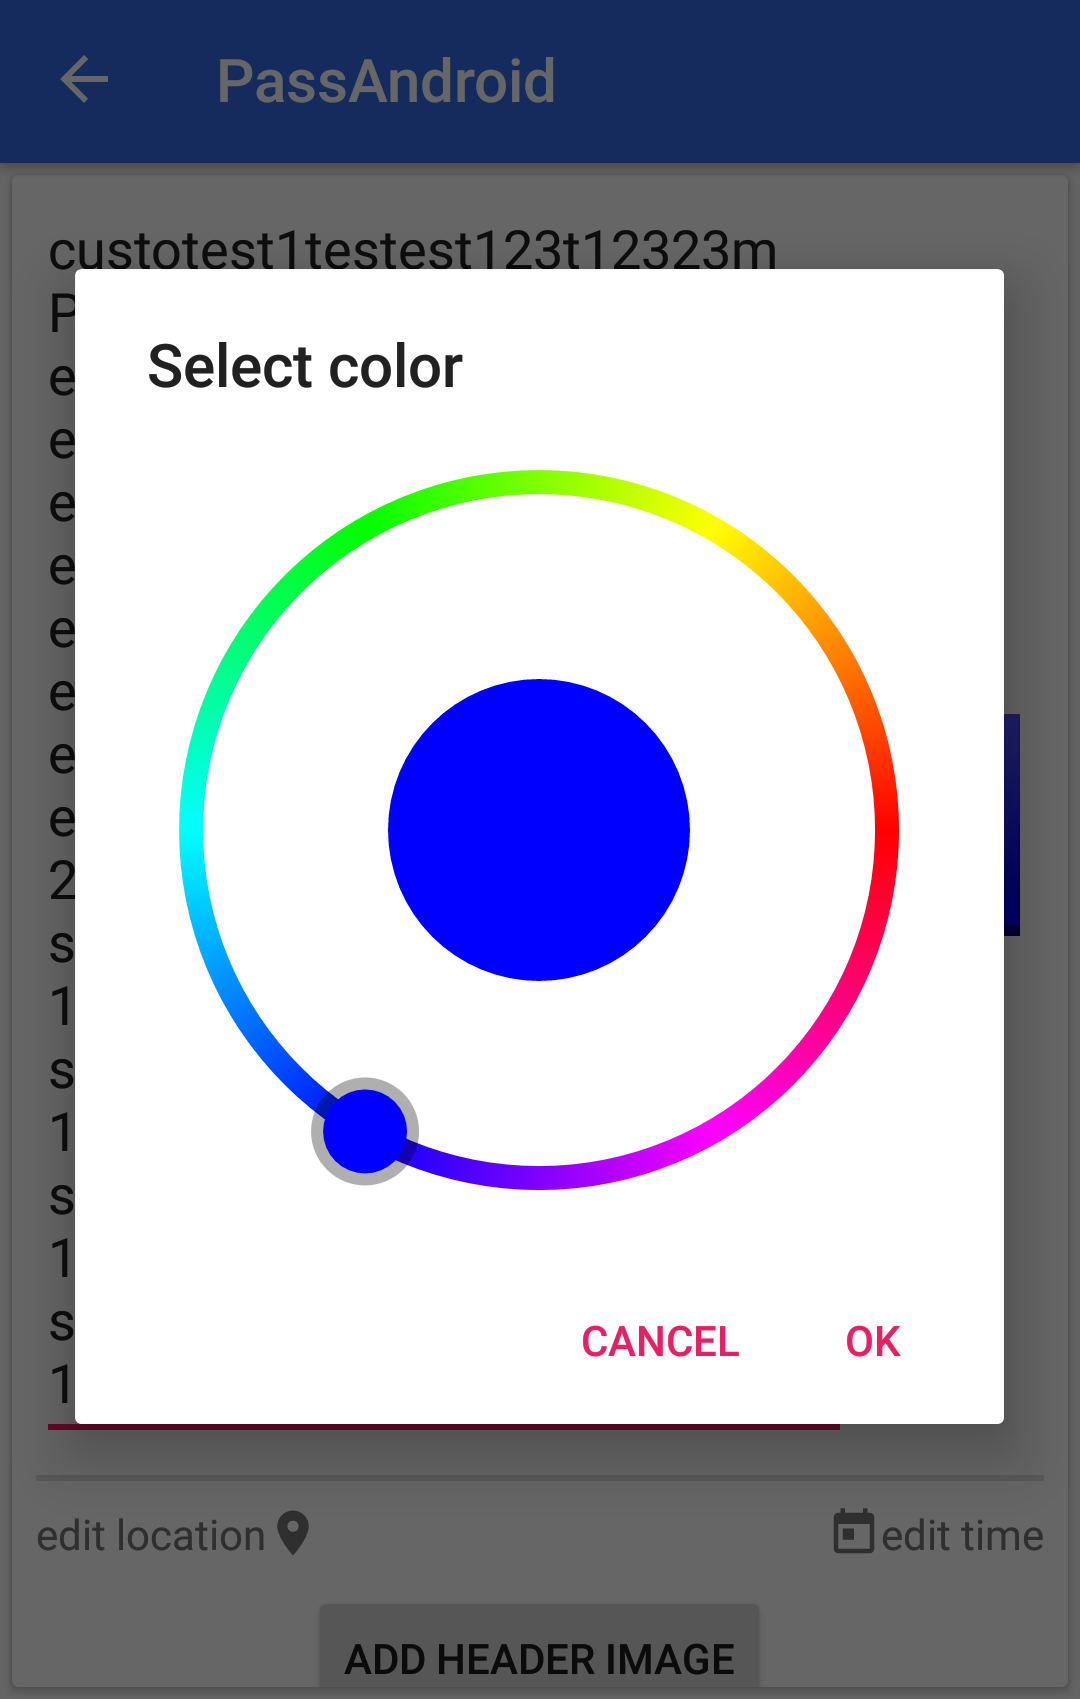 PassAndroid
custotest1testest123t12323m
P
e
e
e
e
e
e
e
e
2
s
1
s
1
s
1
s
1
Select color
CANCEL
OK
edit location
edit time
ADD HEADER IMAGE